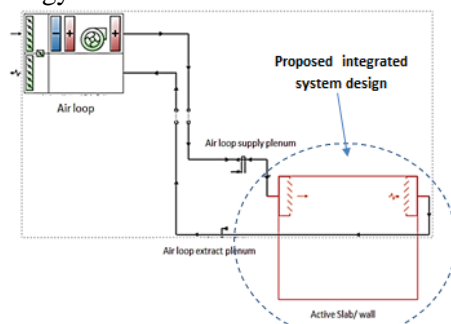 Proposed integrated
system design
Air loop
Air loop supply plenum
Air loop extract plenum
Active Slab/ wall